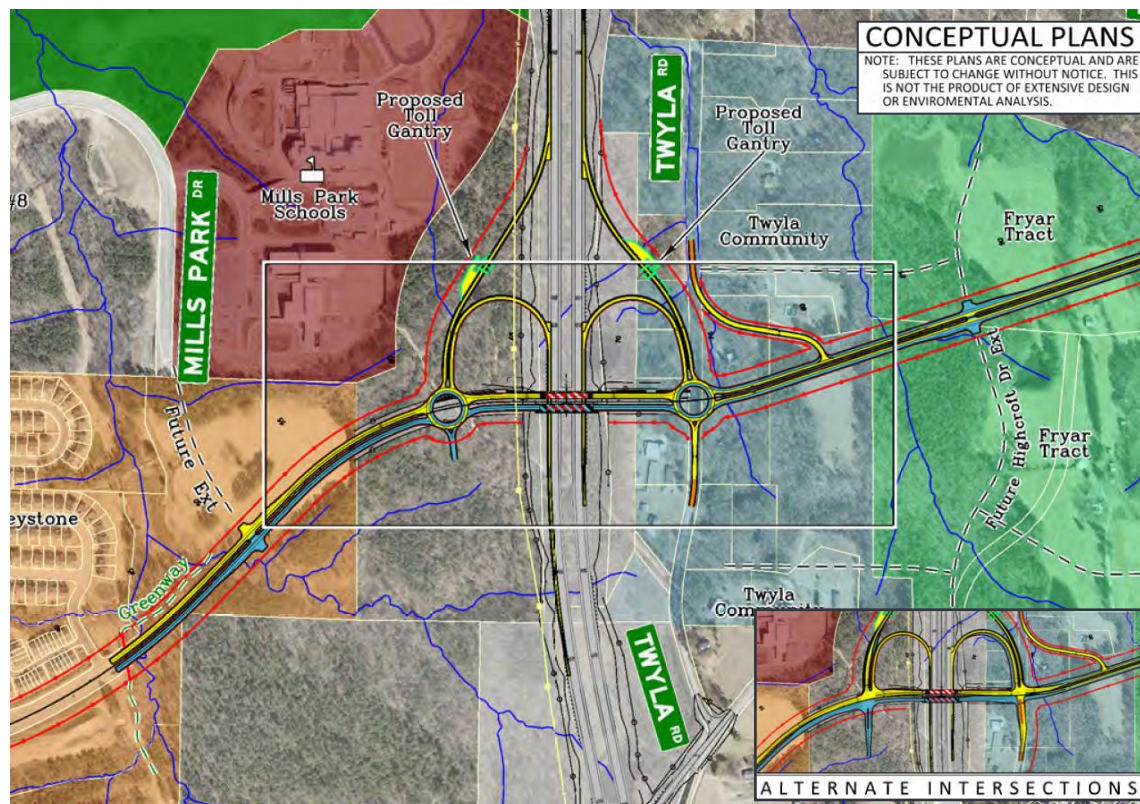 CONCEPTUAL PLANS
NOTE: THESE PLANS ARE CONCEPTUAL AND ARE
SUBJECT TO CHANGE WITHOUT NOTICE. THIS
IS NOT THE PRODUCT OF EXTENSIVE DESIGN
OR ENVIROMENTAL ANALYSIS.
Proposed
Toll
Gantry
TWYLA RD
Proposed
Toll
Gantry
#8
Mills Park
Schools
MILLS PARK DR
Twyla
Community
Fryar
Tract
Future Ext
Future Highcroft Dr Ext
Fryar
Tract
eystone
Greenway
Twyla
Community
TWYLA RD
ALTERNATE INTERSECTIONS